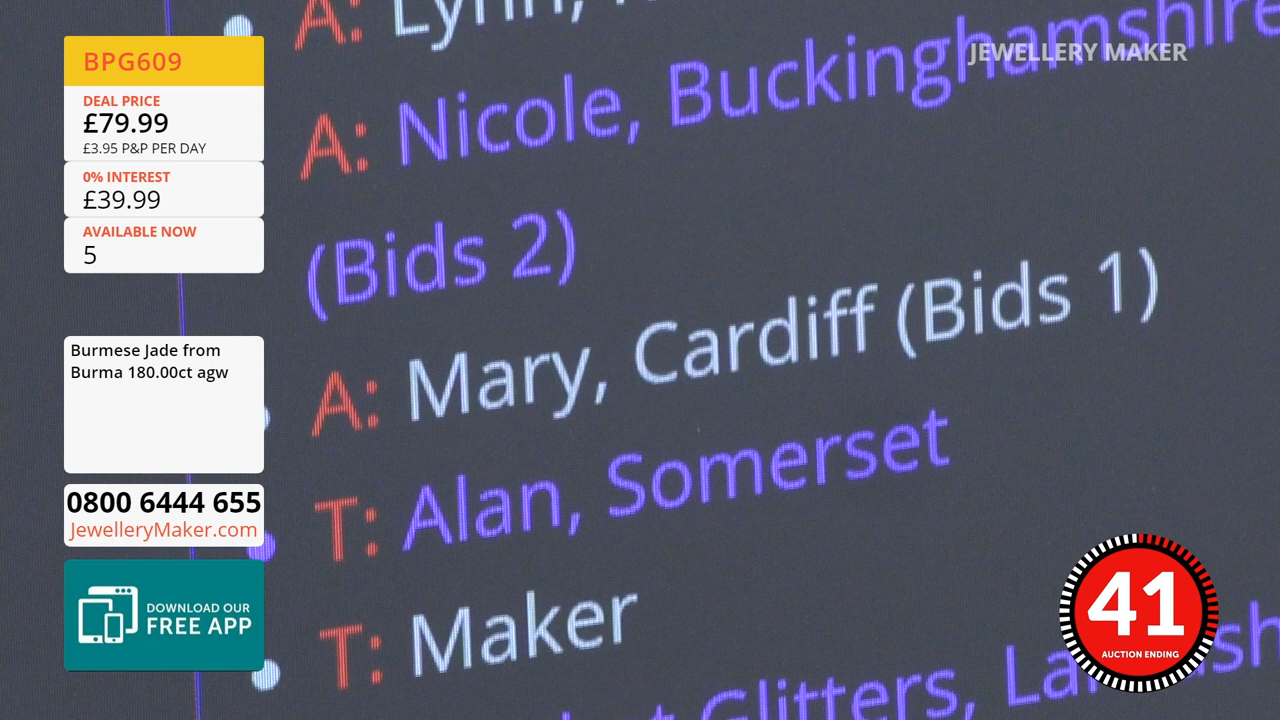 BPG609
DEAL PRICE
£79.99
£3.95 P&P PER DAY
0% INTEREST
£39.99
AVAILABLE NOW
5
Burmese Jade from
Burma 180.00ct agw
0800 6444 655
JewelleryMaker.com
DOWNLOAD OUR
FREE APP
JEWELLERY MAKER
A: Lynn,
A: Nicole, Buckinghamshire
(Bids 2)
A: Mary, Cardiff (Bids 1)
T: Alan, Somerset
T: Maker
Glitters,
41
AUCTION ENDING